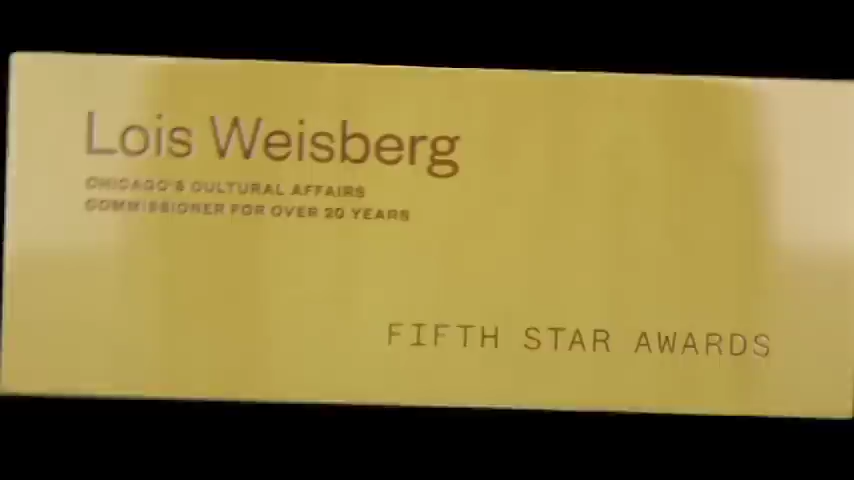 Lois Weisberg
CHICAGO'S CULTURAL AFFAIRS
COMMISSIONER FOR OVER 20 YEARS
FIFTH STAR AWARDS